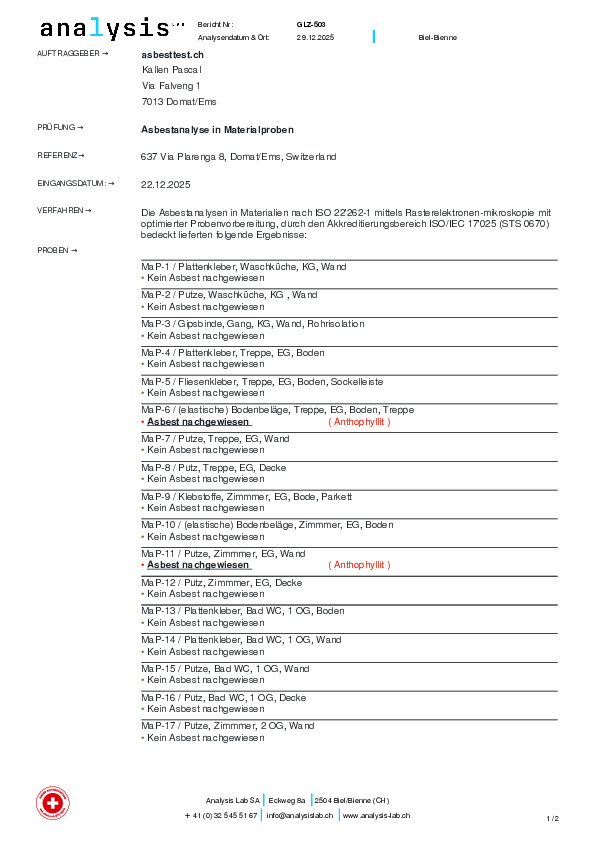 analysis
Bericht Nr: GLZ-503
Analysendatum & Ort: 29.12.2025 Biel-Bienne
AUFTRAGGEBER → asbesttest.ch
Kallen Pascal
Via Falveng 1
7013 Domat/Ems
PRÜFUNG → Asbestanalyse in Materialproben
REFERENZ→ 637 Via Plarenga 8, Domat/Ems, Switzerland
EINGANGSDATUM: → 22.12.2025
VERFAHREN → Die Asbestanalysen in Materialien nach ISO 22'262-1 mittels Rasterelektronen-mikroskopie mit
optimierter Probenvorbereitung, durch den Akkreditierungsbereich ISO/IEC 17'025 (STS 0670)
bedeckt lieferten folgende Ergebnisse:
PROBEN →
MaP-1 / Plattenkleber, Waschküche, KG, Wand
• Kein Asbest nachgewiesen
MaP-2 / Putze, Waschküche, KG , Wand
• Kein Asbest nachgewiesen
MaP-3 / Gipsbinde, Gang, KG, Wand, Rohrisolation
• Kein Asbest nachgewiesen
MaP-4 / Plattenkleber, Treppe, EG, Boden
• Kein Asbest nachgewiesen
MaP-5 / Fliesenkleber, Treppe, EG, Boden, Sockelleiste
• Kein Asbest nachgewiesen
MaP-6 / (elastische) Bodenbeläge, Treppe, EG, Boden, Treppe
• Asbest nachgewiesen ( Anthophyllit )
MaP-7 / Putze, Treppe, EG, Wand
• Kein Asbest nachgewiesen
MaP-8 / Putz, Treppe, EG, Decke
• Kein Asbest nachgewiesen
MaP-9 / Klebstoffe, Zimmmer, EG, Bode, Parkett
• Kein Asbest nachgewiesen
MaP-10 / (elastische) Bodenbeläge, Zimmmer, EG, Boden
• Kein Asbest nachgewiesen
MaP-11 / Putze, Zimmmer, EG, Wand
• Asbest nachgewiesen ( Anthophyllit )
MaP-12 / Putz, Zimmmer, EG, Decke
• Kein Asbest nachgewiesen
MaP-13 / Plattenkleber, Bad WC, 1 OG, Boden
• Kein Asbest nachgewiesen
MaP-14 / Plattenkleber, Bad WC, 1 OG, Wand
• Kein Asbest nachgewiesen
MaP-15 / Putze, Bad WC, 1 OG, Wand
• Kein Asbest nachgewiesen
MaP-16 / Putz, Bad WC, 1 OG, Decke
• Kein Asbest nachgewiesen
MaP-17 / Putze, Zimmmer, 2 OG, Wand
• Kein Asbest nachgewiesen
Analysis Lab SA | Eckweg 8a | 2504 Biel/Bienne (CH)
+ 41 (0) 32 545 51 67 | info@analysislab.ch | www.analysis-lab.ch
1 / 2